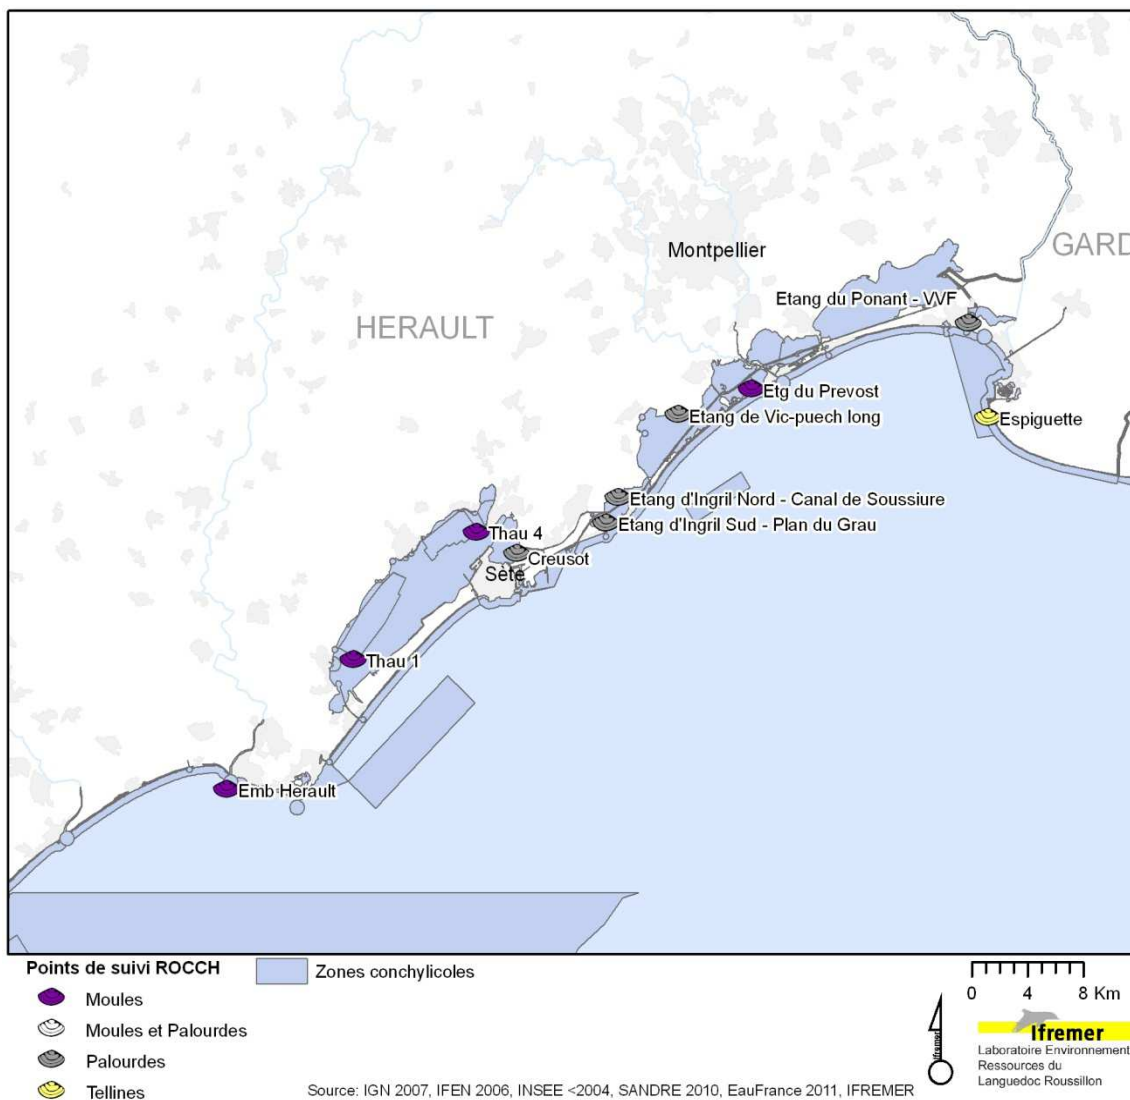 Montpellier
GARD
Etang du Ponant - VVF
HERAULT
Etg du Prevost
Etang de Vic-puech long
Espiguette
Etang d'Ingril Nord - Canal de Soussiure
Etang d'Ingril Sud - Plan du Grau
Thau 4
Creusot
Sète
Thau 1
Emb Hérault
Points de suivi ROCCH
Zones conchylicoles
Moules
Moules et Palourdes
Palourdes
Tellines
0 4 8 Km
Ifremer
Ifremer
Laboratoire Environnement
Ressources du
Languedoc Roussillon
Source: IGN 2007, IFEN 2006, INSEE <2004, SANDRE 2010, EauFrance 2011, IFREMER